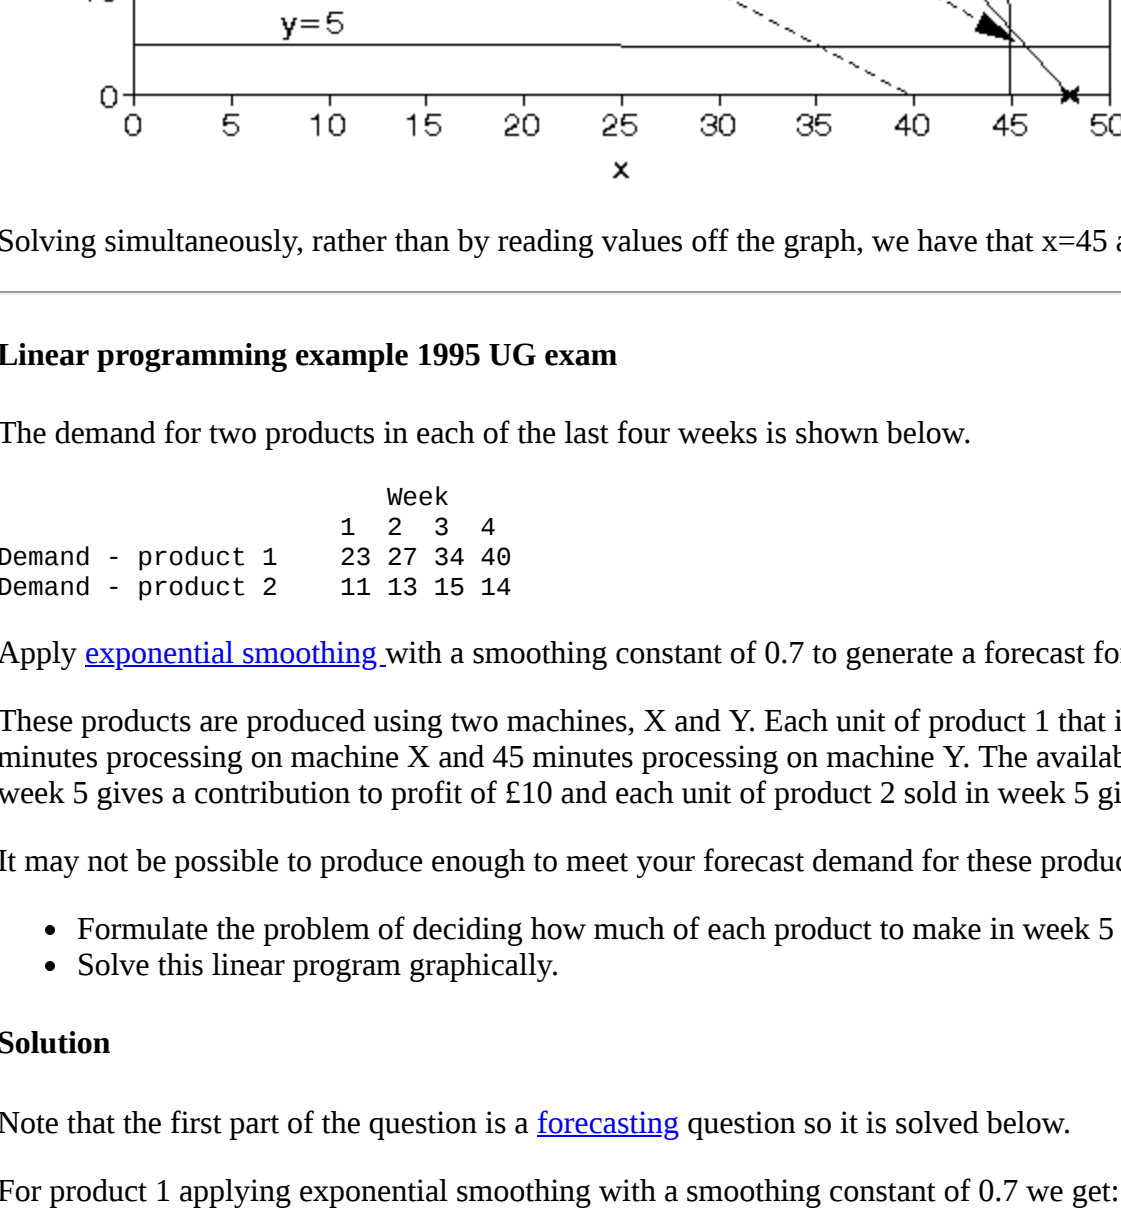 y=5
0
0 5 10 15 20 25 30 35 40 45 50
x
Solving simultaneously, rather than by reading values off the graph, we have that x=45
Linear programming example 1995 UG exam
The demand for two products in each of the last four weeks is shown below.
Week
1 2 3 4
Demand - product 1 23 27 34 40
Demand - product 2 11 13 15 14
Apply exponential smoothing with a smoothing constant of 0.7 to generate a forecast
These products are produced using two machines, X and Y. Each unit of product 1 that
minutes processing on machine X and 45 minutes processing on machine Y. The
week 5 gives a contribution to profit of £10 and each unit of product 2 sold in week 5
It may not be possible to produce enough to meet your forecast demand for these
• Formulate the problem of deciding how much of each product to make in week 5
• Solve this linear program graphically.
Solution
Note that the first part of the question is a forecasting question so it is solved below.
For product 1 applying exponential smoothing with a smoothing constant of 0.7 we get: